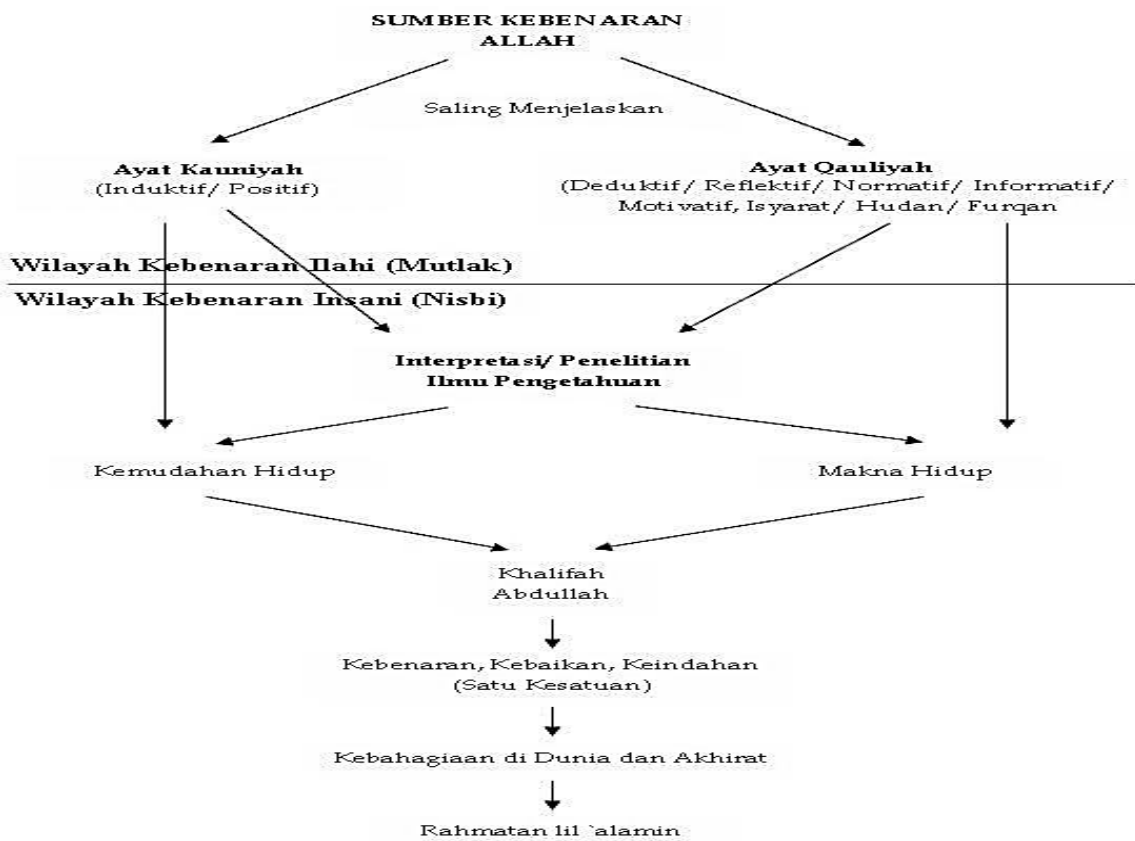 SUMBER KEBENARAN
ALLAH
Saling Menjelaskan
Ayat Kauniyah
(Induktif/ Positif)
Ayat Qauliyah
(Deduktif/ Reflektif/ Normatif/ Informatif/
Motivatif, Isyarat/ Hudan/ Furqan
Wilayah Kebenaran Ilahi (Mutlak)
Wilayah Kebenaran Insani (Nisbi)
Interpretasi/ Penelitian
Ilmu Pengetahuan
Kemudahan Hidup
Makna Hidup
Khalifah
Abdullah
Kebenaran, Kebaikan, Keindahan
(Satu Kesatuan)
Kebahagiaan di Dunia dan Akhirat
Rahmatan lil `alamin